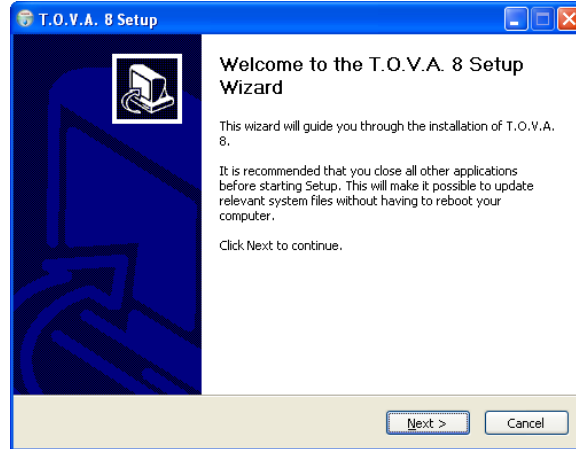 T.O.V.A. 8 Setup
Welcome to the T.O.V.A. 8 Setup
Wizard
This wizard will guide you through the installation of T.O.V.A.
8.
It is recommended that you close all other applications
before starting Setup. This will make it possible to update
relevant system files without having to reboot your
computer.
Click Next to continue.
Next >
Cancel